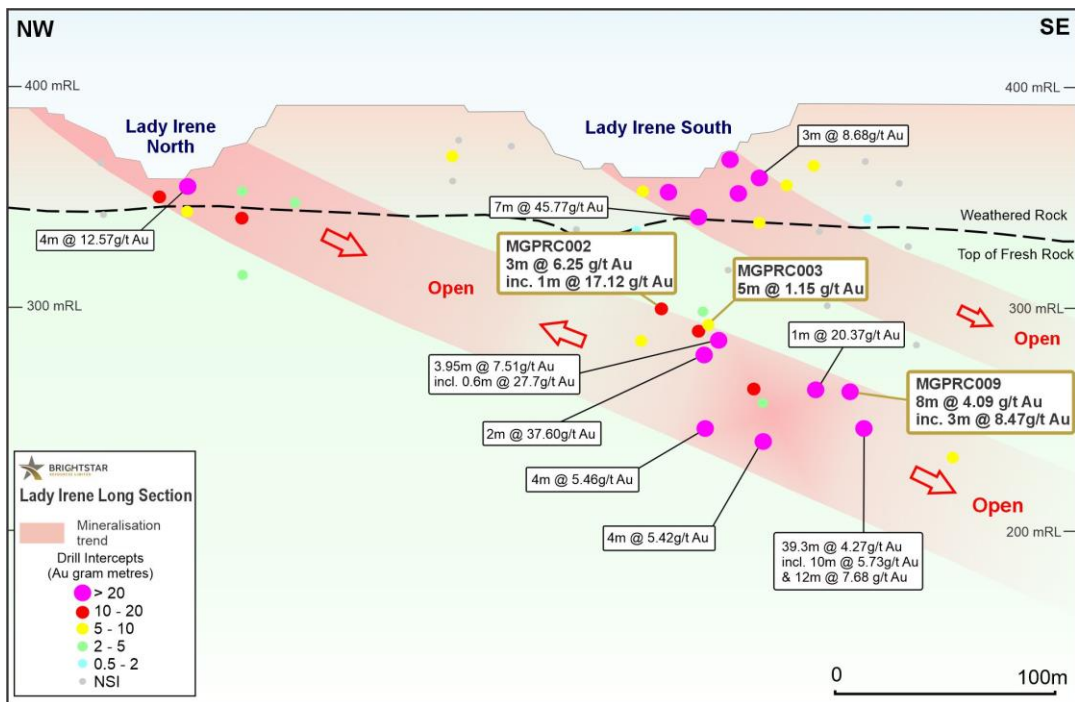 NW
SE
400 mRL
400 mRL
Lady Irene
North
Lady Irene South
3m @ 8.68g/t Au
7m @ 45.77g/t Au
Weathered Rock
4m @ 12.57g/t Au
Top of Fresh Rock
MGPRC002
3m @ 6.25 g/t Au
inc. 1m @ 17.12 g/t Au
MGPRC003
5m @ 1.15 g/t Au
Open
300 mRL
300 mRL
1m @ 20.37g/t Au
Open
3.95m @ 7.51g/t Au
incl. 0.6m @ 27.7g/t Au
MGPRC009
8m @ 4.09 g/t Au
inc. 3m @ 8.47g/t Au
2m @ 37.60g/t Au
4m @ 5.46g/t Au
Open
4m @ 5.42g/t Au
200 mRL
39.3m @ 4.27g/t Au
incl. 10m @ 5.73g/t Au
& 12m @ 7.68 g/t Au
BRIGHTSTAR
Lady Irene Long Section
Mineralisation
trend
Drill Intercepts
(Au gram metres)
> 20
10 - 20
5 - 10
2 - 5
0.5 - 2
NSI
0
100m